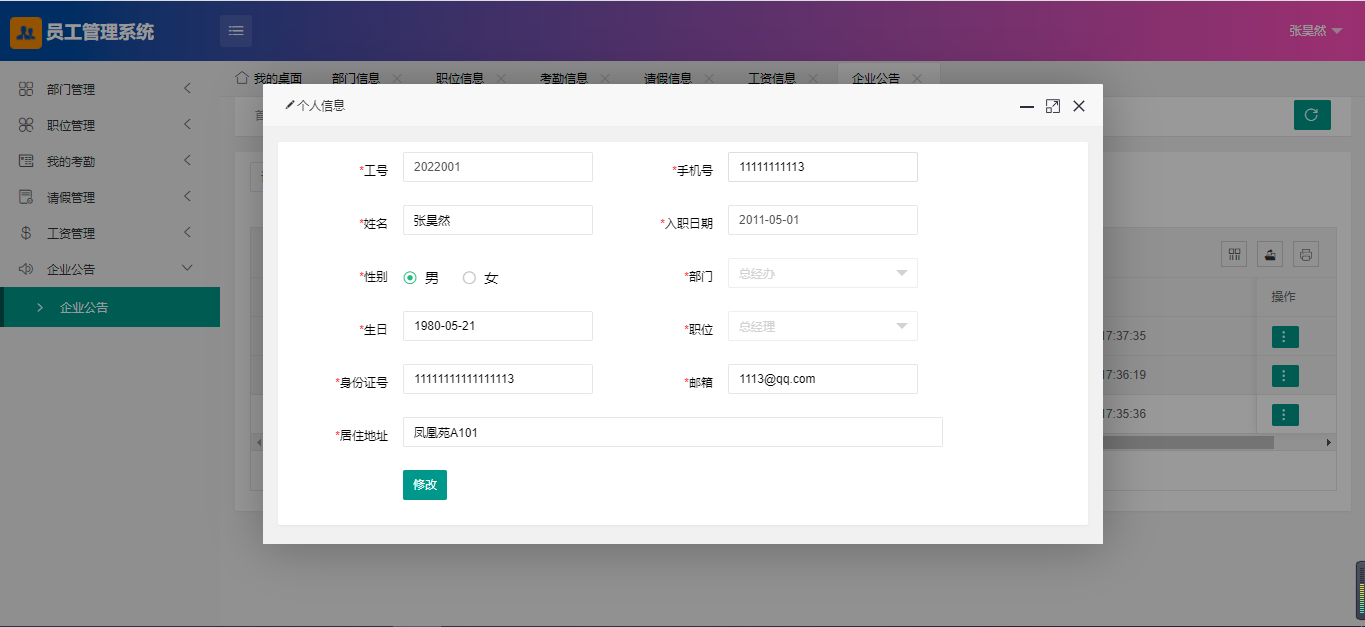 员工管理系统
张昊然
部门管理
职位管理
我的考勤
请假管理
工资管理
企业公告
企业公告
我的桌面 部门信息 职位信息 考勤信息 请假信息 工资信息 企业公告
个人信息
*工号 2022001 *手机号 11111111113
*姓名 张昊然 *入职日期 2011-05-01
*性别 男 女 *部门 总经办
*生日 1980-05-21 *职位 总经理
*身份证号 11111111111111113 *邮箱 1113@qq.com
*居住地址 凤凰苑A101
修改
操作
17:37:35
17:36:19
17:35:36